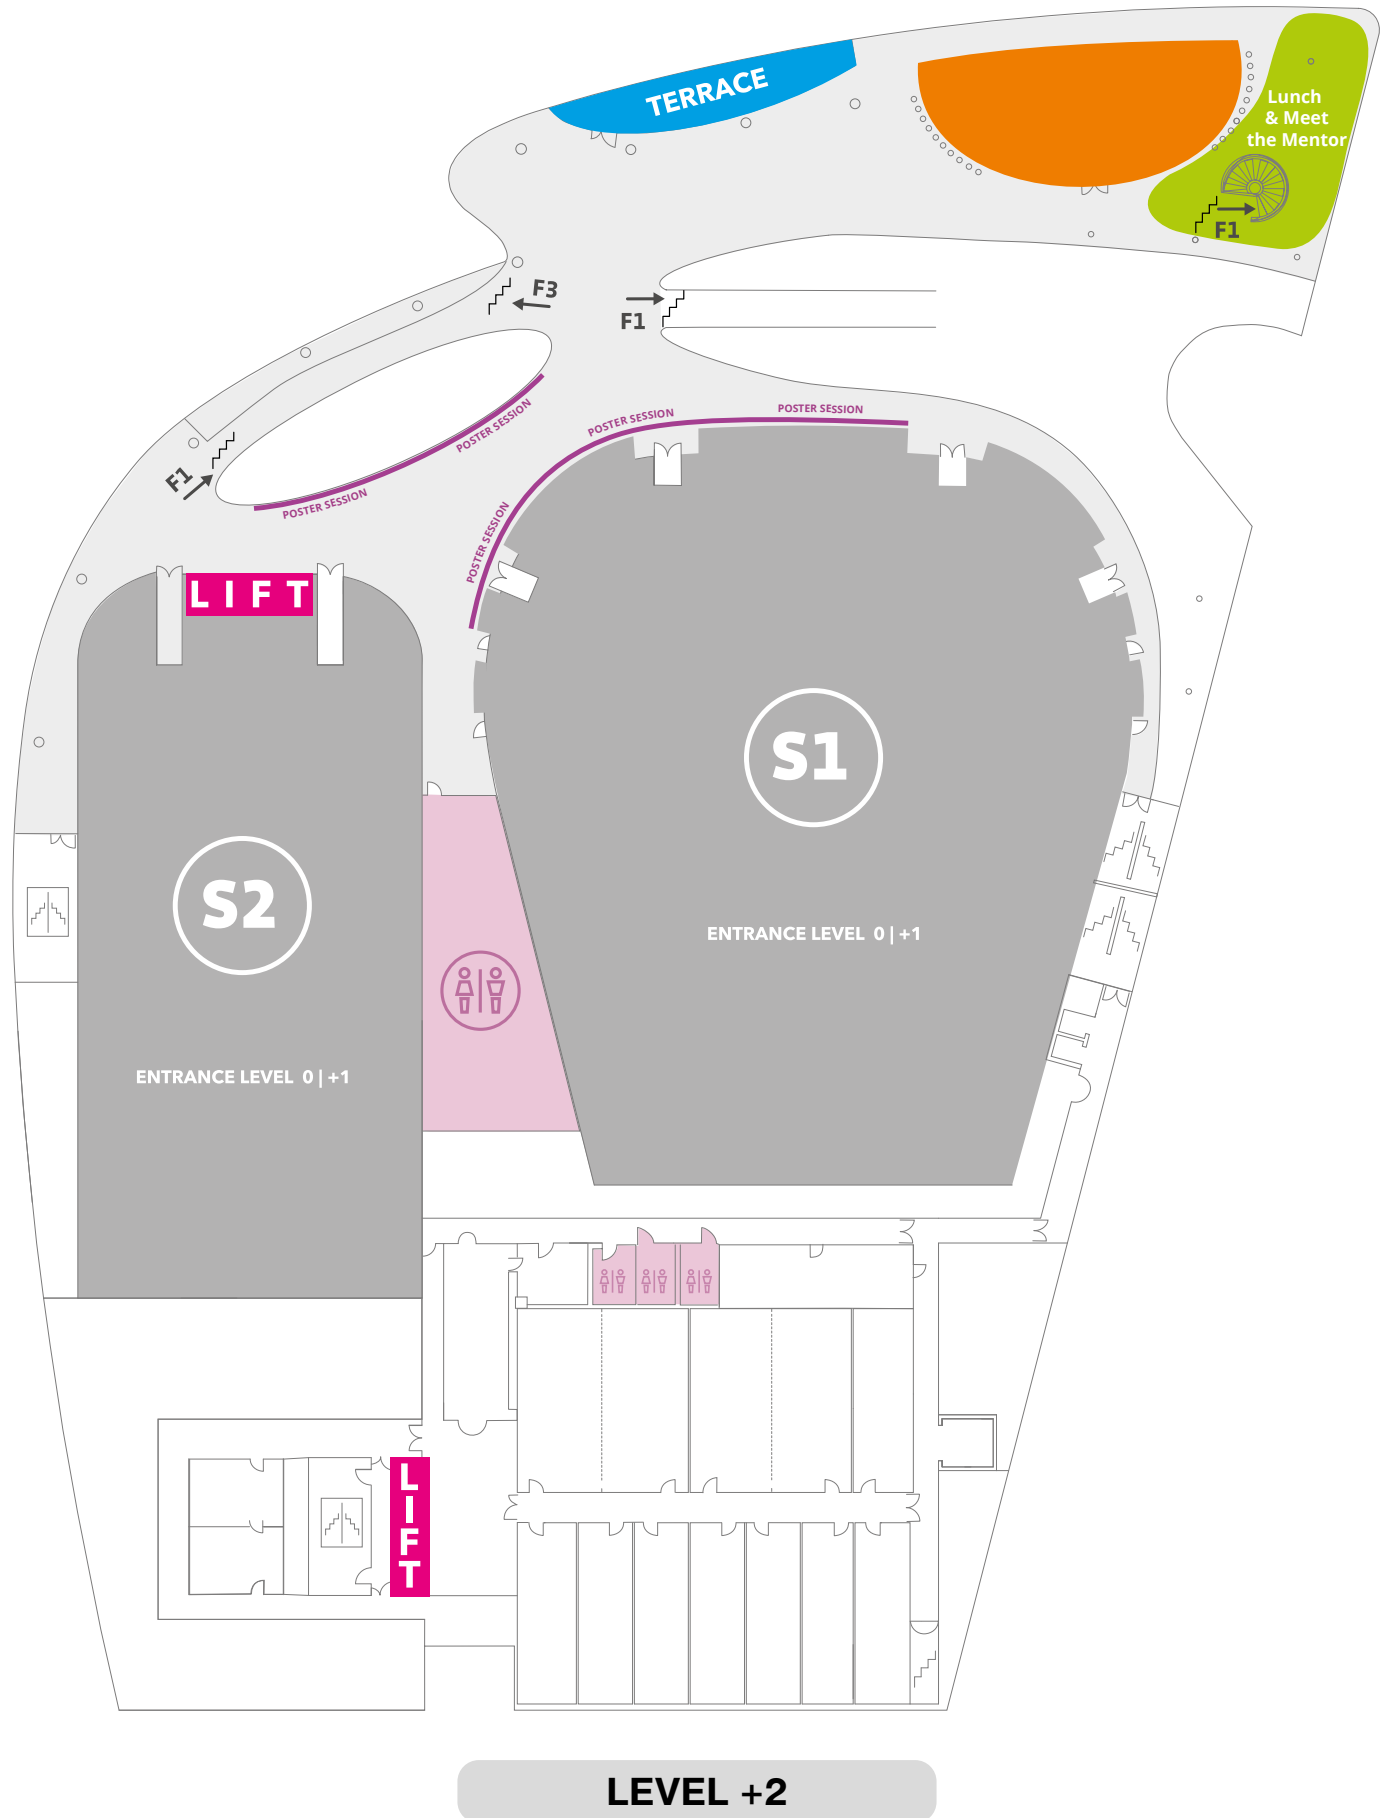 TERRACE
Lunch
& Meet
the Mentor
F1
F3
F1
POSTER SESSION
POSTER SESSION
POSTER SESSION
F1
POSTER SESSION
POSTER SESSION
LIFT
S1
S2
ENTRANCE LEVEL 0 | +1
ENTRANCE LEVEL 0 | +1
LIFT
LEVEL +2